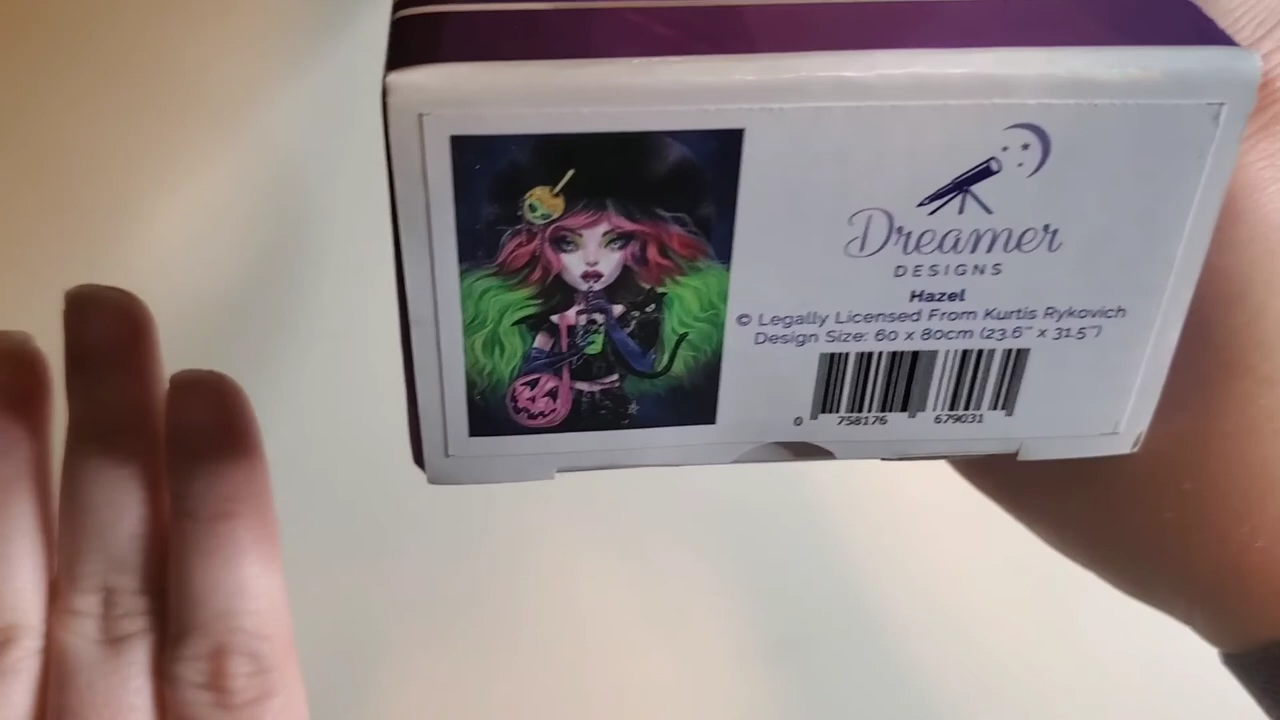 Dreamer
DESIGNS
Hazel
© Legally Licensed From Kurtis Rykovich
Design Size: 60 x 80cm (23.6" x 31.5")
0 758176 679031